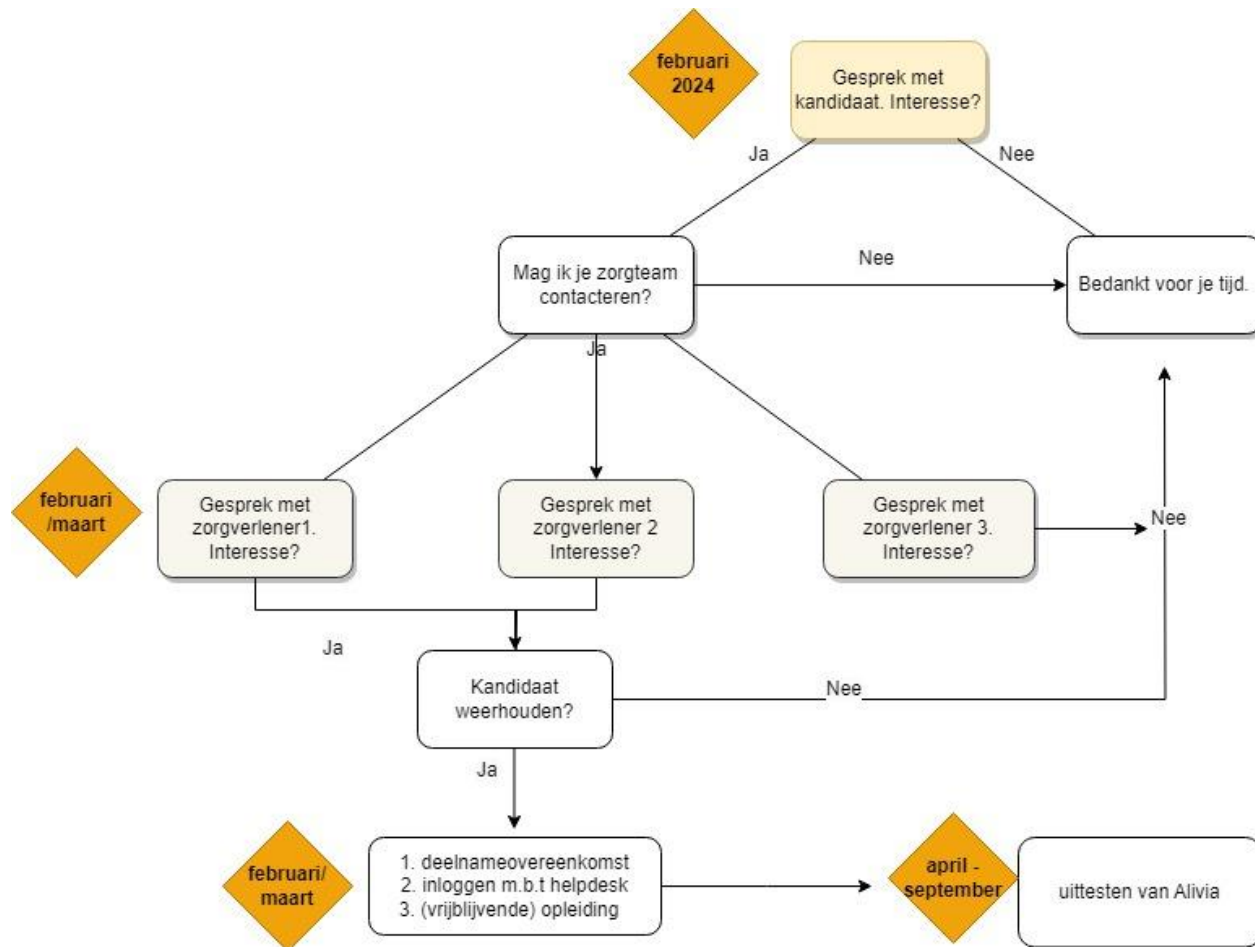 februari
2024
Gesprek met
kandidaat. Interesse?
Ja
Nee
Mag ik je zorgteam
contacteren?
Nee
Bedankt voor je tijd.
Ja
februari
/maart
Gesprek met
zorgverlener1.
Interesse?
Gesprek met
zorgverlener 2
Interesse?
Gesprek met
zorgverlener 3.
Interesse?
Nee
Ja
Kandidaat
weerhouden?
Nee
Ja
februari/
maart
1. deelnameovereenkomst
2. inloggen m.b.t helpdesk
3. (vrijblijvende) opleiding
april -
september
uittesten van Alivia